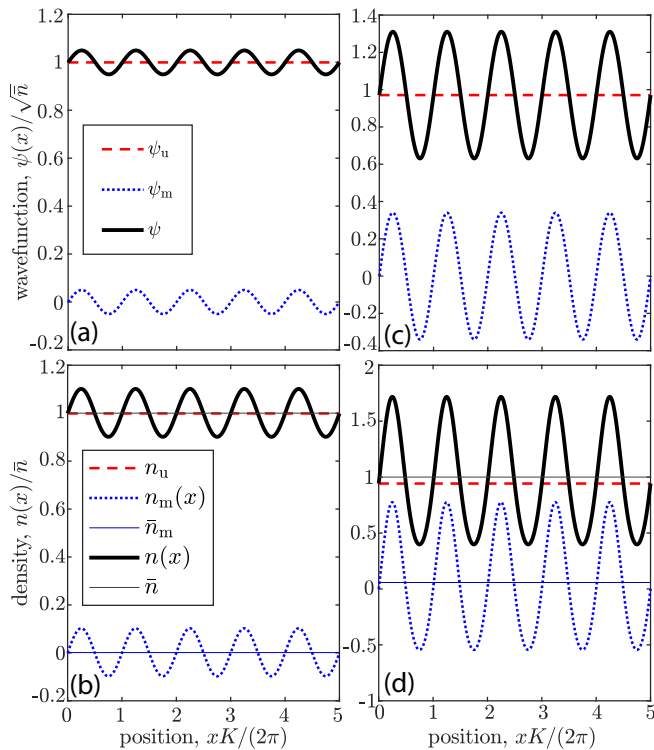 1.2
1
0.8
0.6
0.4
0.2
0
-0.2
wavefunction, ψ(x)/√n̄
ψᵤ
ψₘ
ψ
(a)
1.4
1.2
1
0.8
0.6
0.4
0.2
0
-0.2
-0.4
(c)
1.2
1
0.8
0.6
0.4
0.2
0
-0.2
density, n(x)/n̄
nᵤ
nₘ(x)
n̄ₘ
n(x)
n̄
(b)
0 1 2 3 4 5
position, xK/(2π)
2
1.5
1
0.5
0
-0.5
-1
(d)
0 1 2 3 4 5
position, xK/(2π)